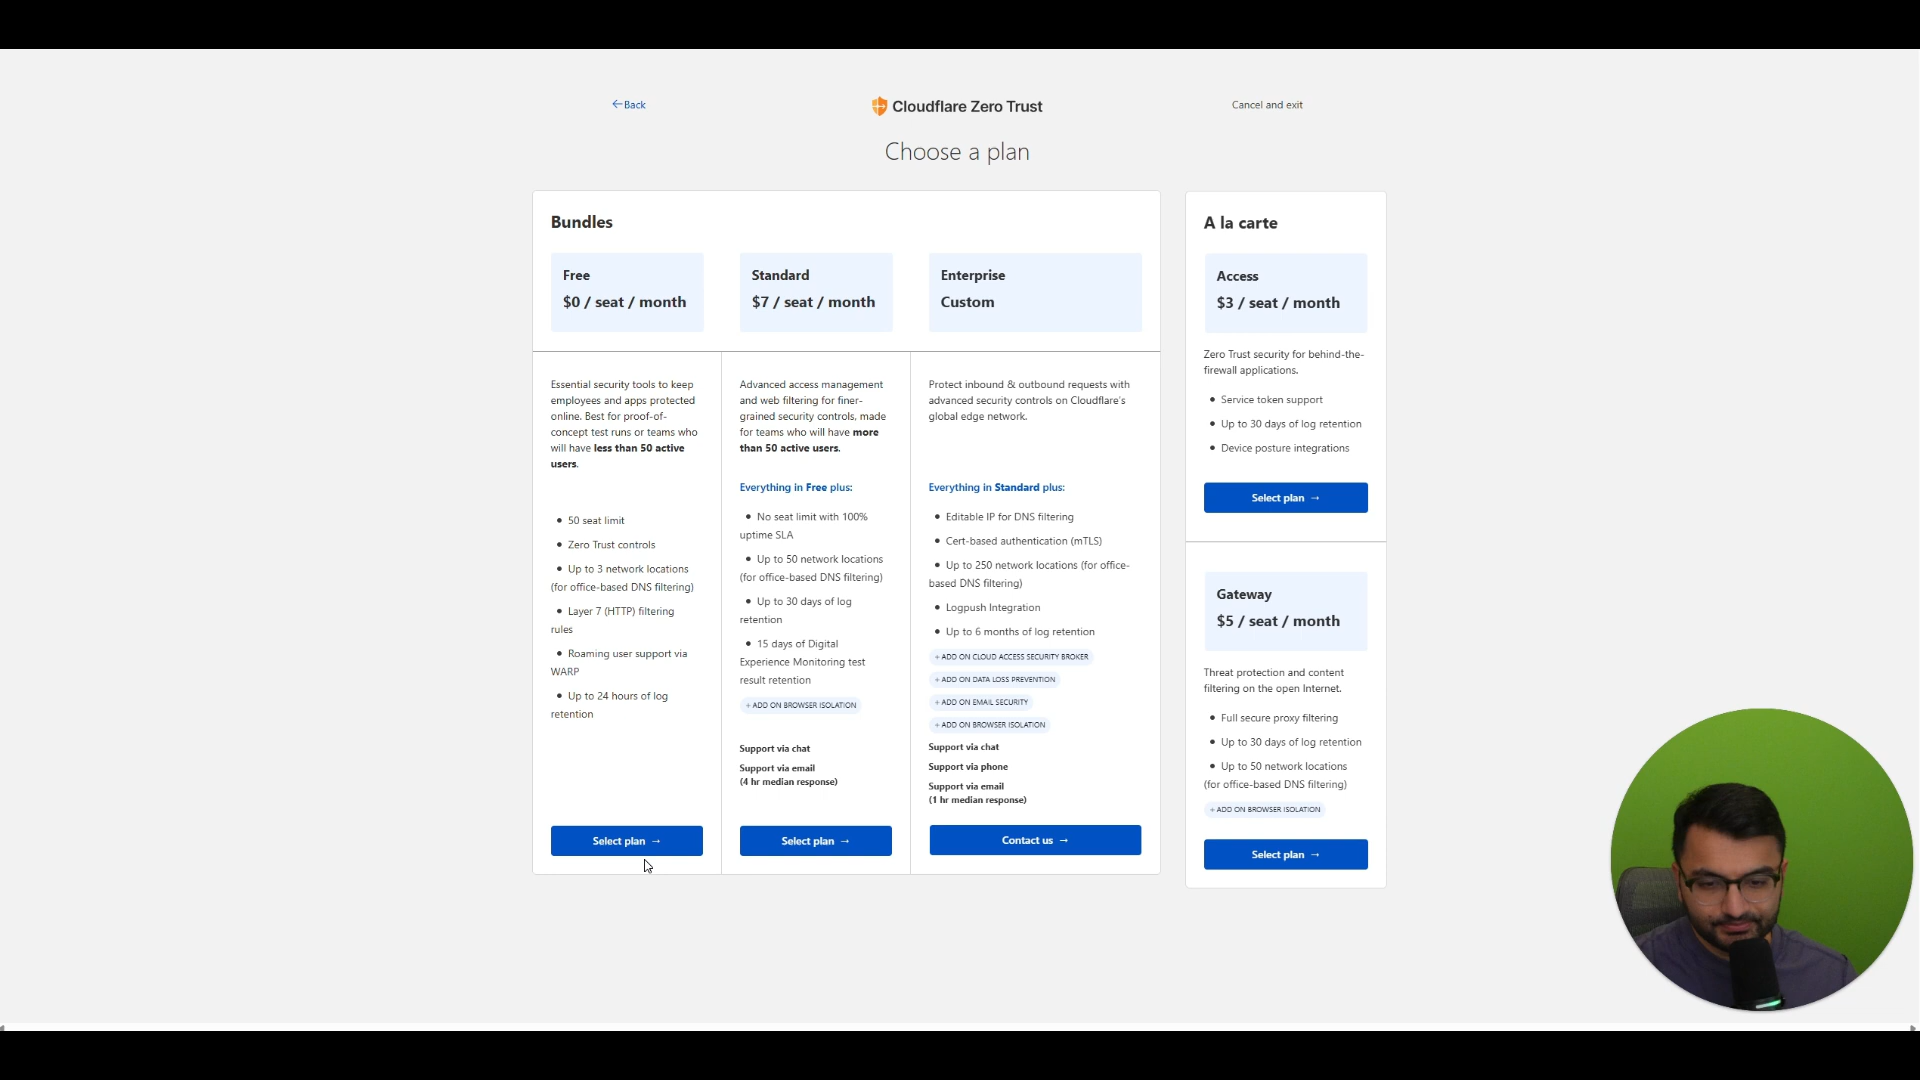 ←Back
Cloudflare Zero Trust
Cancel and exit
Choose a plan
Bundles
Free
$0 / seat / month
Standard
$7 / seat / month
Enterprise
Custom
Essential security tools to keep
employees and apps protected
online. Best for proof-of-
concept test runs or teams who
will have less than 50 active
users.
• 50 seat limit
• Zero Trust controls
• Up to 3 network locations
(for office-based DNS filtering)
• Layer 7 (HTTP) filtering
rules
• Roaming user support via
WARP
• Up to 24 hours of log
retention
Select plan →
Advanced access management
and web filtering for finer-
grained security controls, made
for teams who will have more
than 50 active users.
Everything in Free plus:
• No seat limit with 100%
uptime SLA
• Up to 50 network locations
(for office-based DNS filtering)
• Up to 30 days of log
retention
• 15 days of Digital
Experience Monitoring test
result retention
+ ADD ON BROWSER ISOLATION
Support via chat
Support via email
(4 hr median response)
Select plan →
Protect inbound & outbound requests with
advanced security controls on Cloudflare's
global edge network.
Everything in Standard plus:
• Editable IP for DNS filtering
• Cert-based authentication (mTLS)
• Up to 250 network locations (for office-
based DNS filtering)
• Logpush Integration
• Up to 6 months of log retention
+ ADD ON CLOUD ACCESS SECURITY BROKER
+ ADD ON DATA LOSS PREVENTION
+ ADD ON EMAIL SECURITY
+ ADD ON BROWSER ISOLATION
Support via chat
Support via phone
Support via email
(1 hr median response)
Contact us →
A la carte
Access
$3 / seat / month
Zero Trust security for behind-the-
firewall applications.
• Service token support
• Up to 30 days of log retention
• Device posture integrations
Select plan →
Gateway
$5 / seat / month
Threat protection and content
filtering on the open Internet.
• Full secure proxy filtering
• Up to 30 days of log retention
• Up to 50 network locations
(for office-based DNS filtering)
+ ADD ON BROWSER ISOLATION
Select plan →